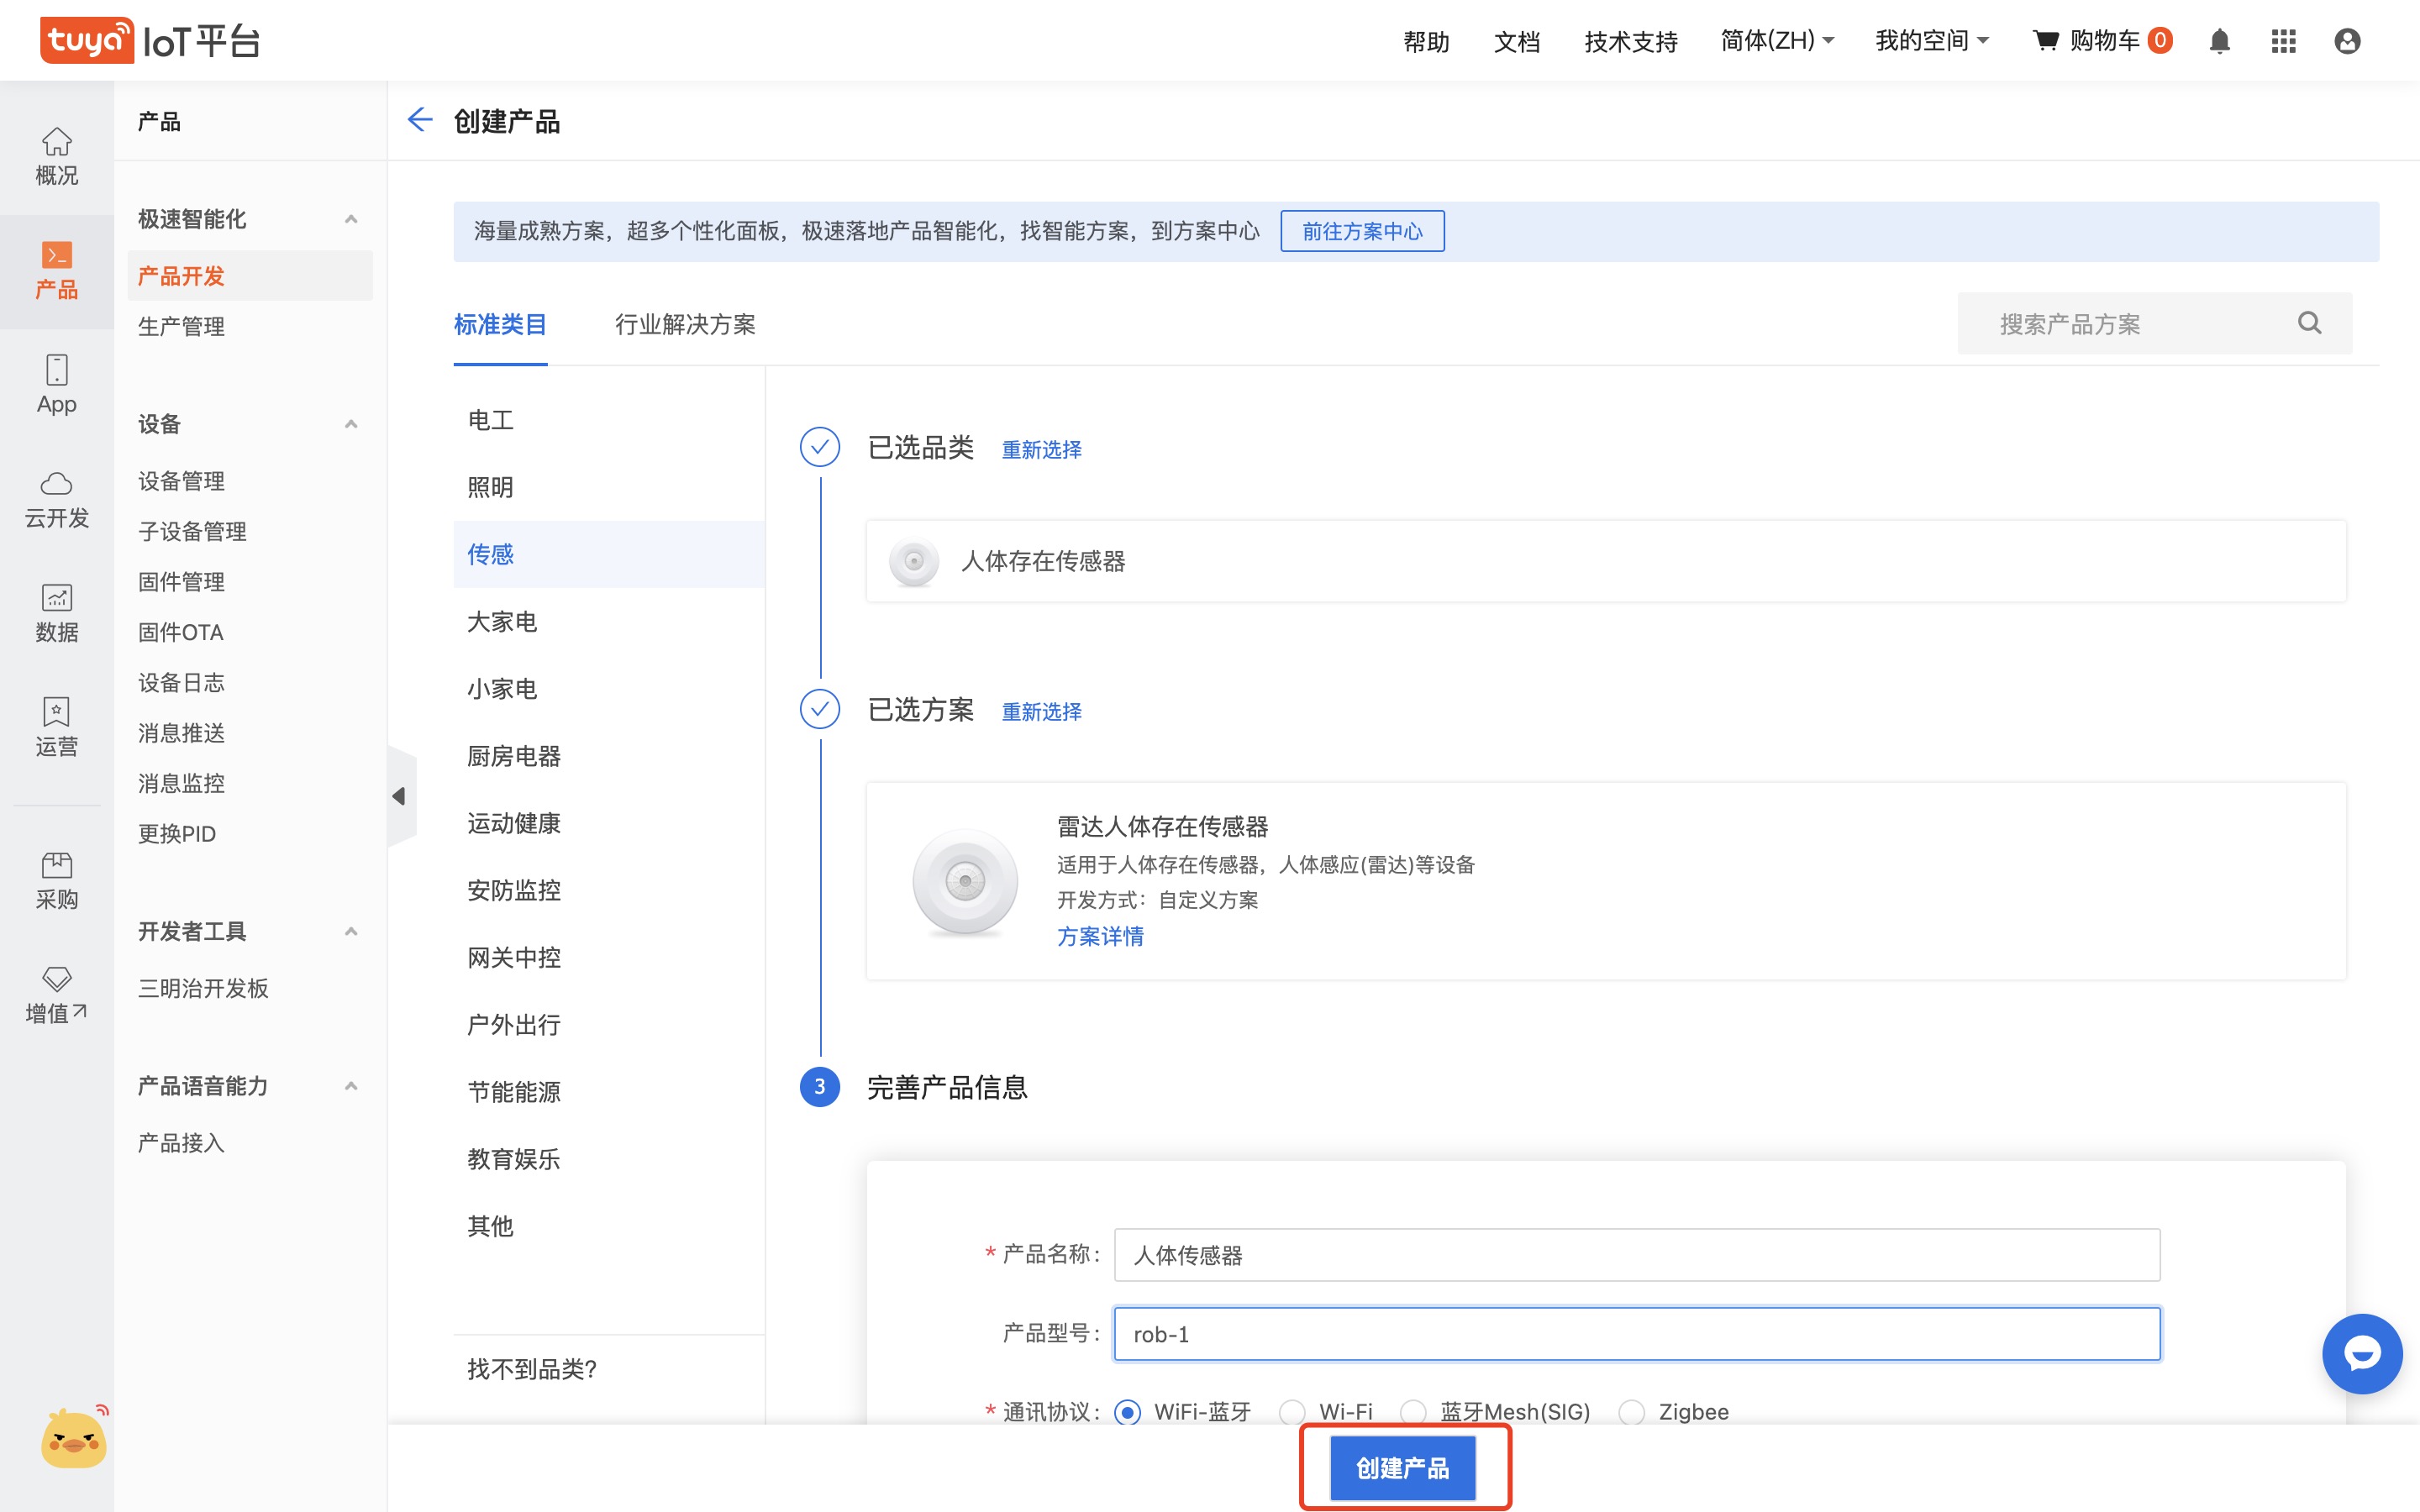 tuya IoT平台
帮助 文档 技术支持 简体(ZH) 我的空间 购物车 0
概况
产品
App
云开发
数据
运营
采购
增值
产品
极速智能化
产品开发
生产管理
设备
设备管理
子设备管理
固件管理
固件OTA
设备日志
消息推送
消息监控
更换PID
开发者工具
三明治开发板
产品语音能力
产品接入
创建产品
海量成熟方案，超多个性化面板，极速落地产品智能化，找智能方案，到方案中心 前往方案中心
标准类目 行业解决方案 搜索产品方案
电工
照明
传感
大家电
小家电
厨房电器
运动健康
安防监控
网关中控
户外出行
节能能源
教育娱乐
其他
找不到品类?
已选品类 重新选择
人体存在传感器
已选方案 重新选择
雷达人体存在传感器
适用于人体存在传感器，人体感应(雷达)等设备
开发方式：自定义方案
方案详情
3 完善产品信息
* 产品名称： 人体传感器
产品型号： rob-1
* 通讯协议： WiFi-蓝牙 Wi-Fi 蓝牙Mesh(SIG) Zigbee
创建产品